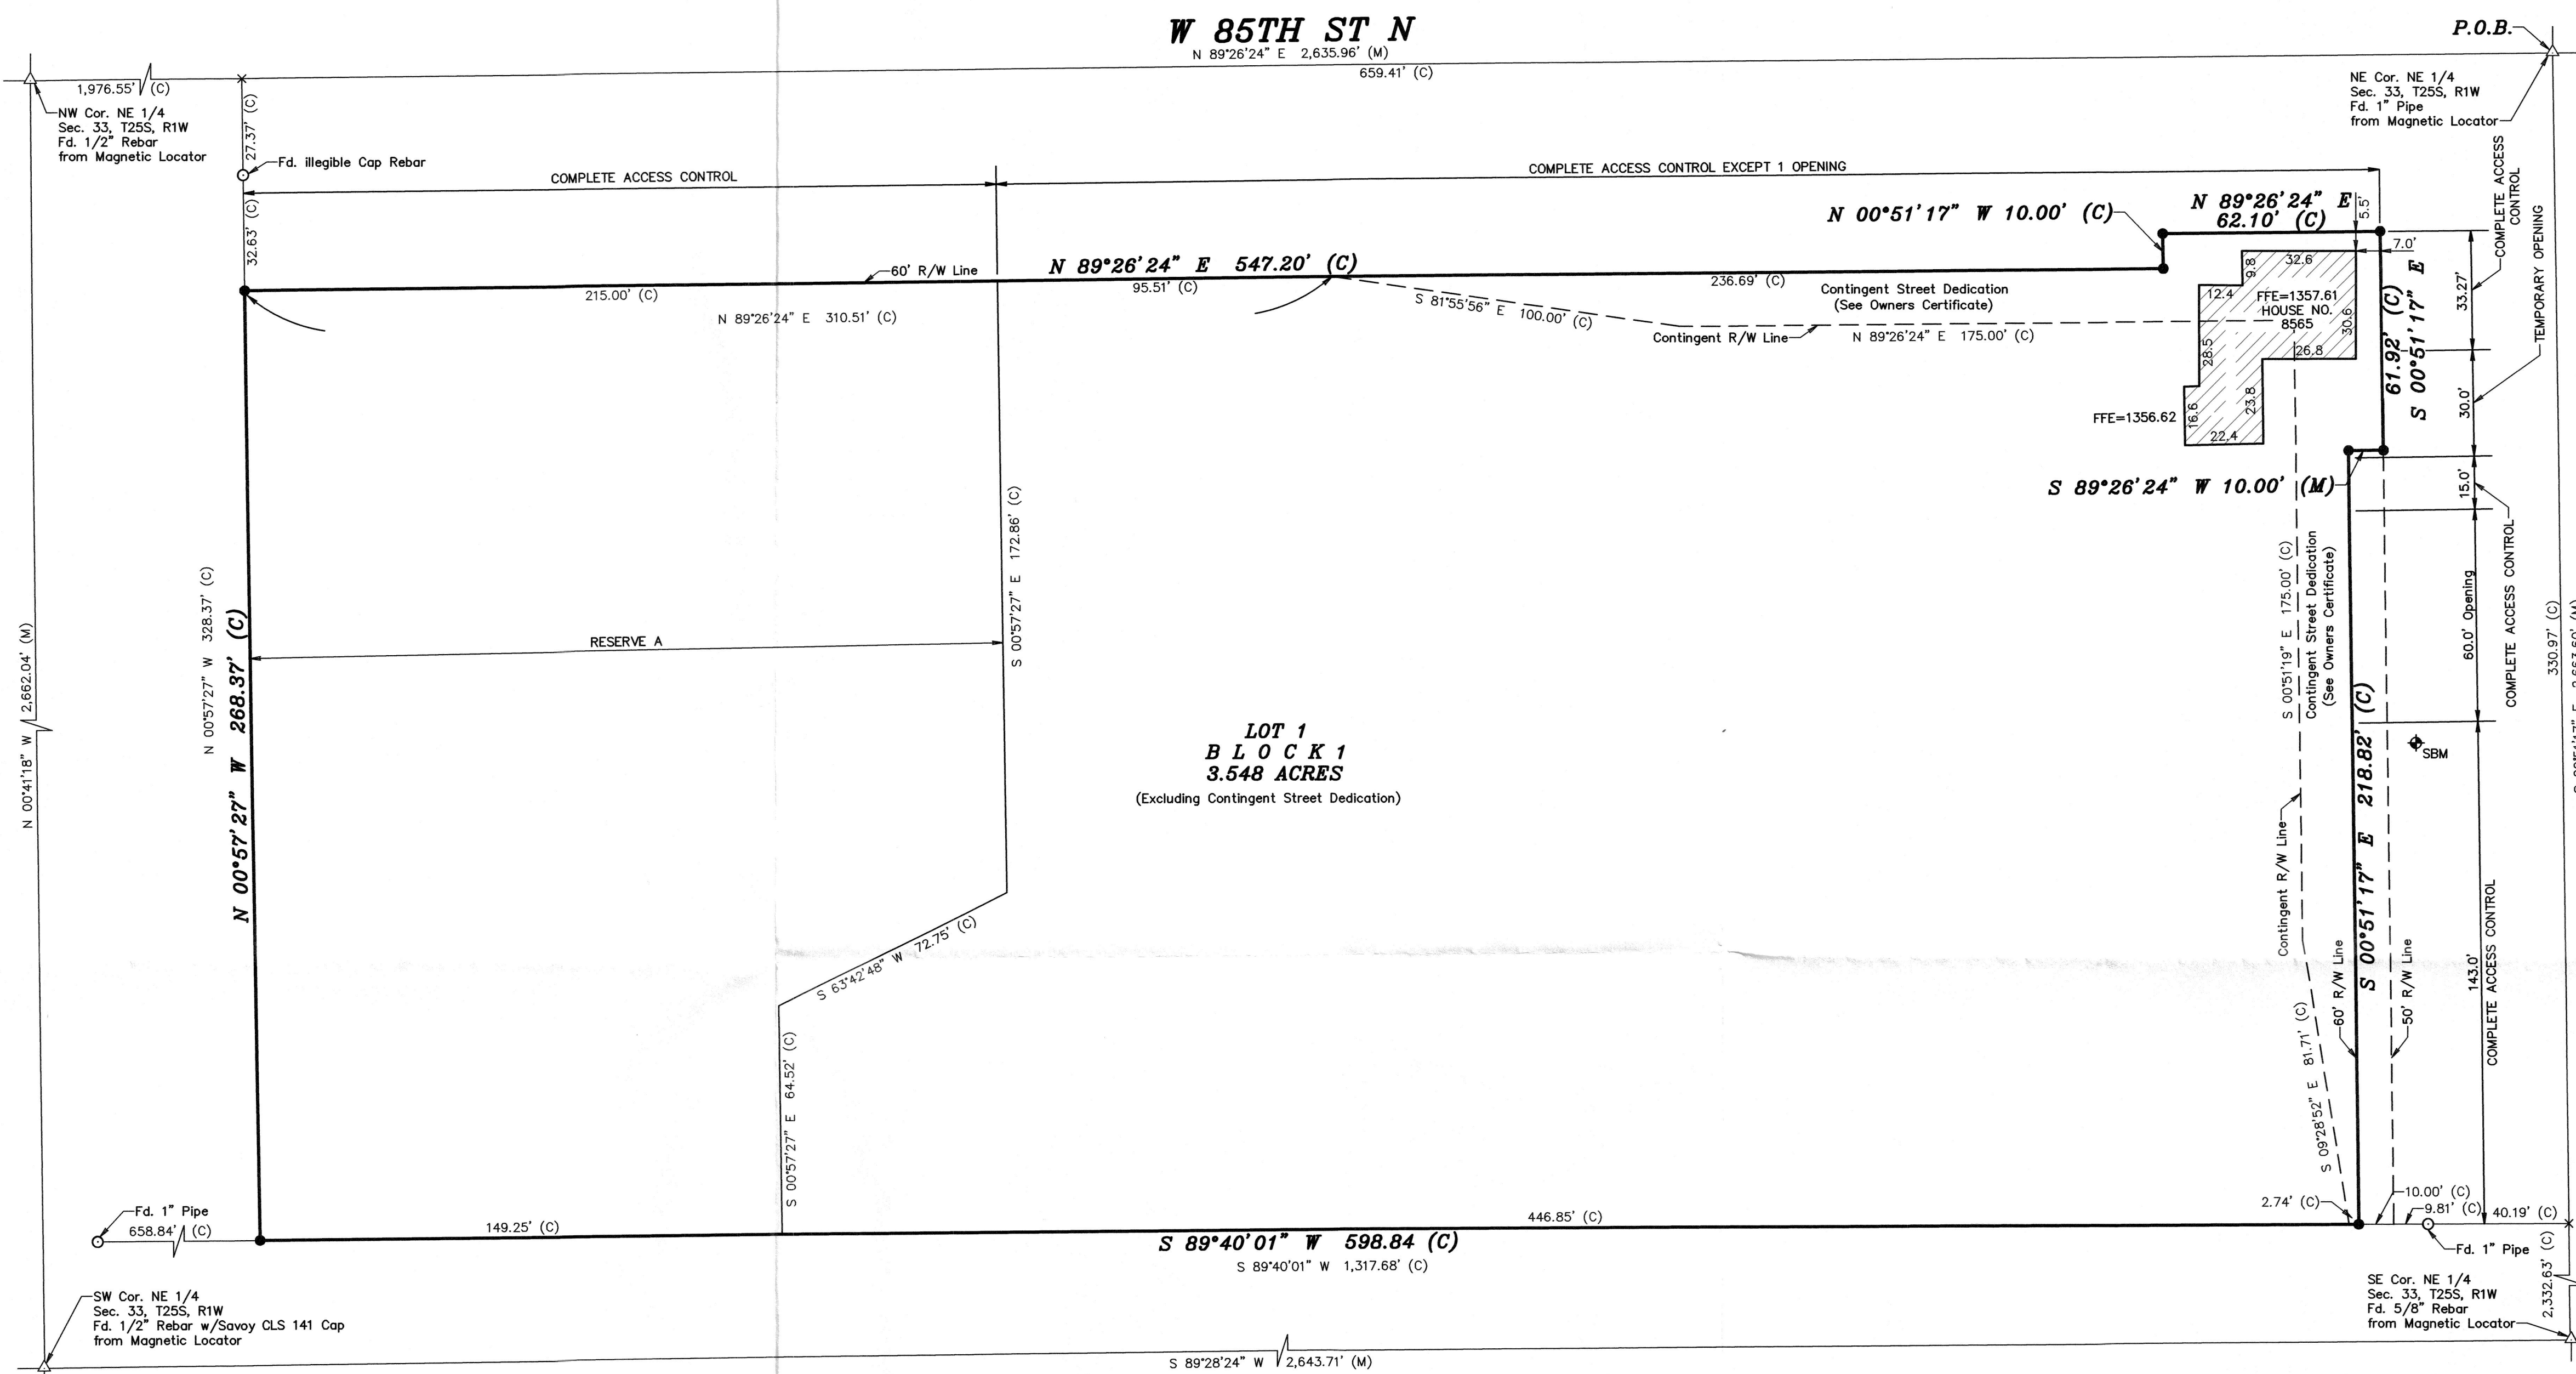 W 85TH ST N
N 89°26'24" E 2,635.96' (M)
659.41' (C)
P.O.B.
1,976.55' (C)
NW Cor. NE 1/4
Sec. 33, T25S, R1W
Fd. 1/2" Rebar
from Magnetic Locator
27.37' (C)
Fd. illegible Cap Rebar
32.63' (C)
NE Cor. NE 1/4
Sec. 33, T25S, R1W
Fd. 1" Pipe
from Magnetic Locator
COMPLETE ACCESS CONTROL
COMPLETE ACCESS CONTROL EXCEPT 1 OPENING
N 00°51'17" W 10.00' (C)
N 89°26'24" E
62.10' (C)
5.5'
7.0'
COMPLETE ACCESS
CONTROL
TEMPORARY OPENING
60' R/W Line
N 89°26'24" E 547.20' (C)
215.00' (C)
95.51' (C)
236.69' (C)
N 89°26'24" E 310.51' (C)
S 81°55'56" E 100.00' (C)
Contingent Street Dedication
(See Owners Certificate)
Contingent R/W Line
N 89°26'24" E 175.00' (C)
9.8
32.6
12.4
FFE=1357.61
HOUSE NO.
8565
30.6
28.5
26.8
23.8
16.6
22.4
FFE=1356.62
61.92' (C)
S 00°51'17" E
33.27'
30.0'
15.0'
S 89°26'24" W 10.00' (M)
N 00°41'18" W 2,662.04' (M)
N 00°57'27" W 328.37' (C)
N 00°57'27" W 268.37' (C)
RESERVE A
S 00°57'27" E 172.86' (C)
S 00°51'19" E 175.00' (C)
Contingent Street Dedication
(See Owners Certificate)
60.0' Opening
COMPLETE ACCESS CONTROL
330.97' (C)
LOT 1
B L O C K 1
3.548 ACRES
(Excluding Contingent Street Dedication)
SBM
S 63°42'48" W 72.75' (C)
S 00°57'27" E 64.52' (C)
Contingent R/W Line
S 00°51'17" E 218.82' (C)
60' R/W Line
50' R/W Line
143.0'
COMPLETE ACCESS CONTROL
S 09°28'52" E 81.71' (C)
Fd. 1" Pipe
658.84' (C)
149.25' (C)
446.85' (C)
2.74' (C)
10.00' (C)
9.81' (C)
40.19' (C)
Fd. 1" Pipe
S 89°40'01" W 598.84 (C)
S 89°40'01" W 1,317.68' (C)
2,332.63' (C)
SW Cor. NE 1/4
Sec. 33, T25S, R1W
Fd. 1/2" Rebar w/Savoy CLS 141 Cap
from Magnetic Locator
SE Cor. NE 1/4
Sec. 33, T25S, R1W
Fd. 5/8" Rebar
from Magnetic Locator
S 89°28'24" W 2,643.71' (M)